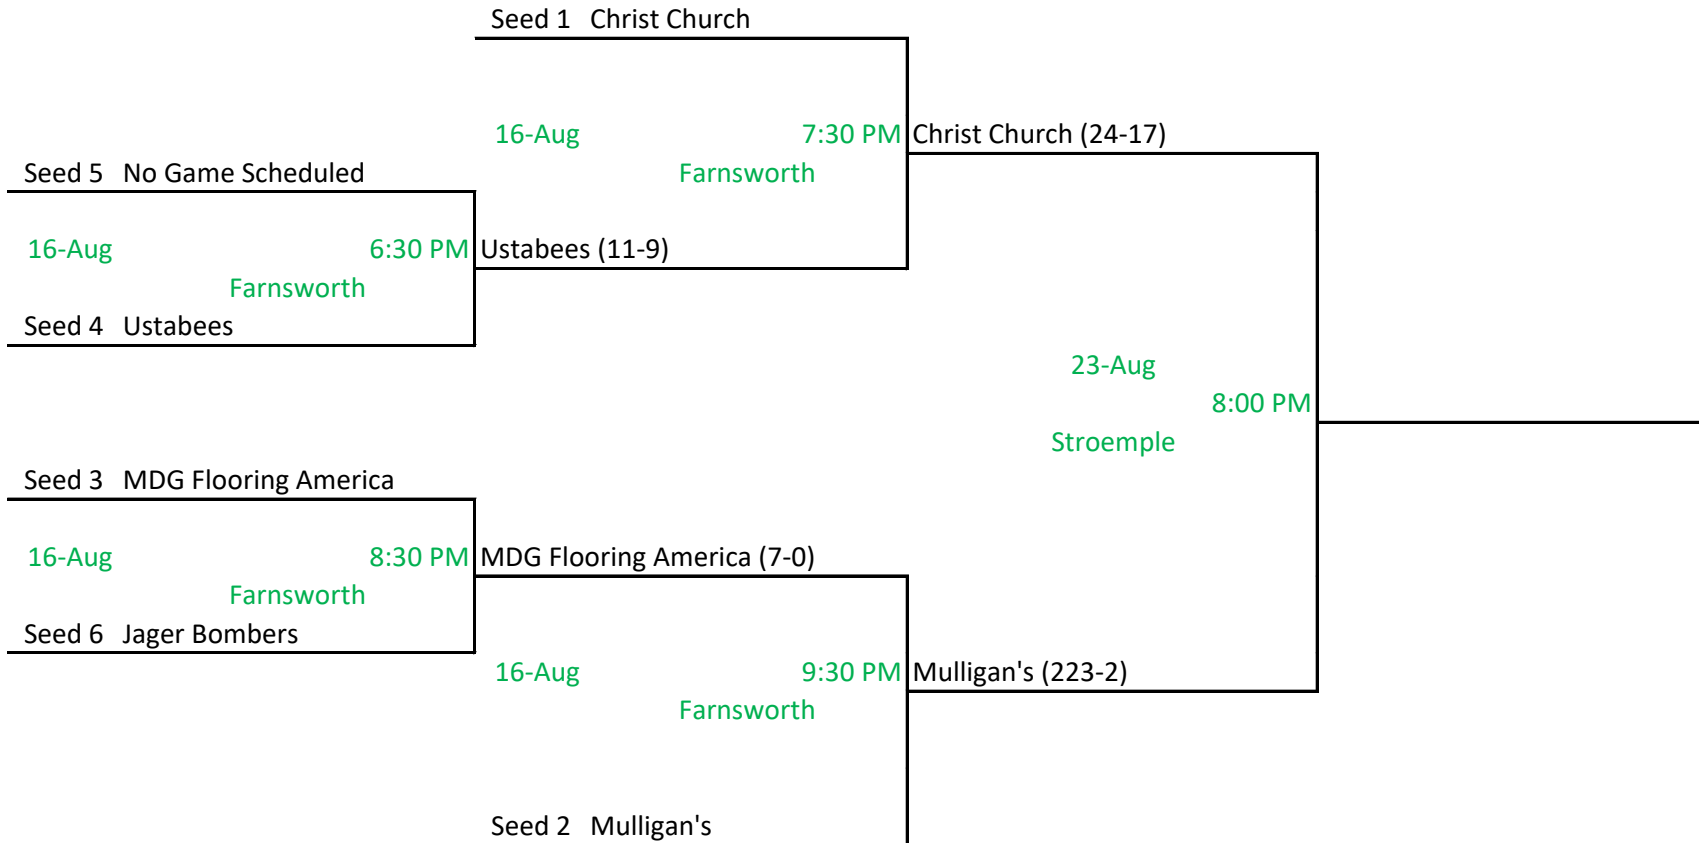 Seed 1 Christ Church
16-Aug 7:30 PM Christ Church (24-17)
Seed 5 No Game Scheduled Farnsworth
16-Aug 6:30 PM Ustabees (11-9)
Farnsworth
Seed 4 Ustabees
23-Aug
8:00 PM
Stroemple
Seed 3 MDG Flooring America
16-Aug 8:30 PM MDG Flooring America (7-0)
Farnsworth
Seed 6 Jager Bombers
16-Aug 9:30 PM Mulligan's (223-2)
Farnsworth
Seed 2 Mulligan's